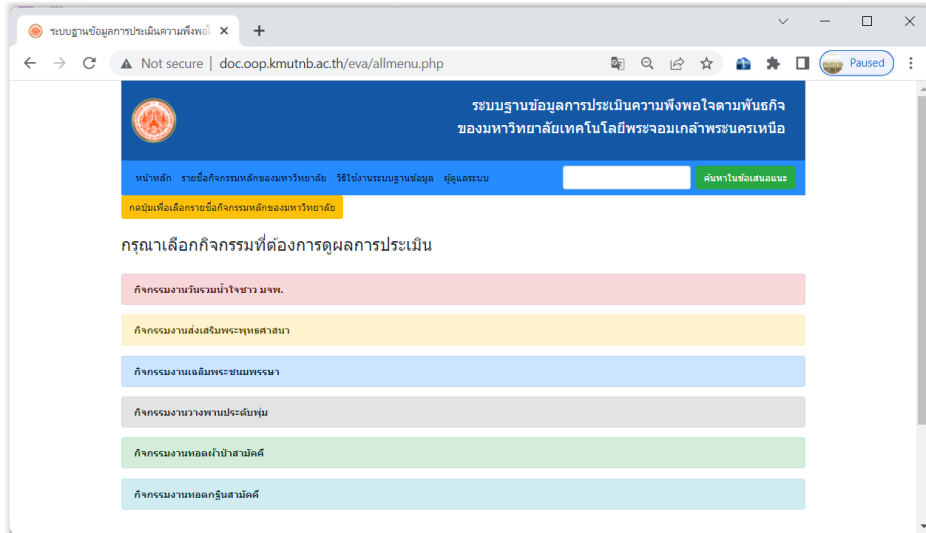 ระบบฐานข้อมูลการประเมินความพึงพอใ
Not secure | doc.oop.kmutnb.ac.th/eva/allmenu.php
Paused
ระบบฐานข้อมูลการประเมินความพึงพอใจตามพันธกิจ
ของมหาวิทยาลัยเทคโนโลยีพระจอมเกล้าพระนครเหนือ
หน้าหลัก รายชื่อกิจกรรมหลักของมหาวิทยาลัย วิธีใช้งานระบบฐานข้อมูล ผู้ดูแลระบบ ค้นหาในข้อเสนอแนะ
กดปุ่มเพื่อเลือกรายชื่อกิจกรรมหลักของมหาวิทยาลัย
กรุณาเลือกกิจกรรมที่ต้องการดูผลการประเมิน
กิจกรรมงานวันรวมน้ำใจชาว มจพ.
กิจกรรมงานส่งเสริมพระพุทธศาสนา
กิจกรรมงานเฉลิมพระชนมพรรษา
กิจกรรมงานวางพานประดับพุ่ม
กิจกรรมงานทอดผ้าป่าสามัคคี
กิจกรรมงานทอดกฐินสามัคคี